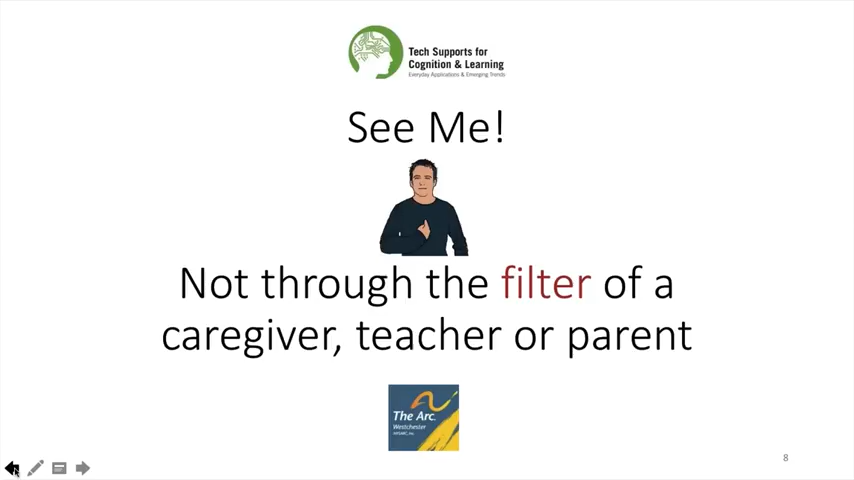 Tech Supports for
Cognition & Learning
Everyday Applications & Emerging Trends
See Me!
Not through the filter of a
caregiver, teacher or parent
The Arc.
Westchester
8